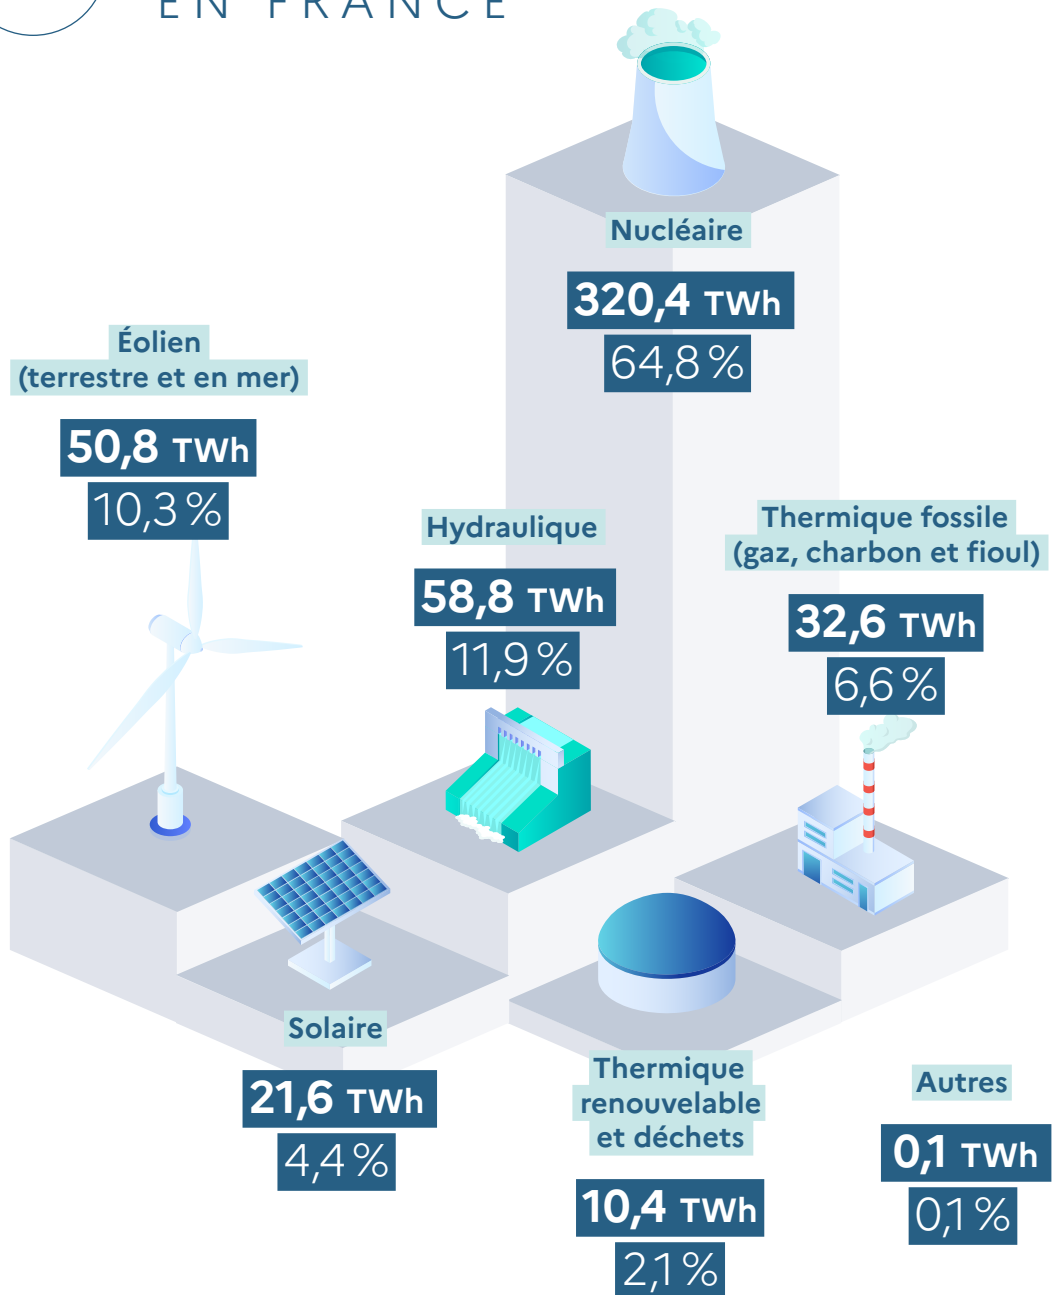 EN FRANCE
Nucléaire
320,4 TWh
64,8 %
Éolien
(terrestre et en mer)
50,8 TWh
10,3 %
Hydraulique
58,8 TWh
11,9 %
Thermique fossile
(gaz, charbon et fioul)
32,6 TWh
6,6 %
Solaire
21,6 TWh
4,4 %
Thermique
renouvelable
et déchets
10,4 TWh
2,1 %
Autres
0,1 TWh
0,1 %